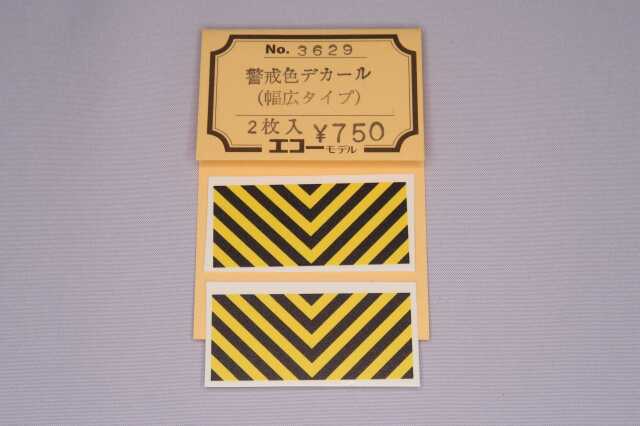 No. 3629
警戒色デカール
(幅広タイプ)
2枚入 ¥750
エコーモデル